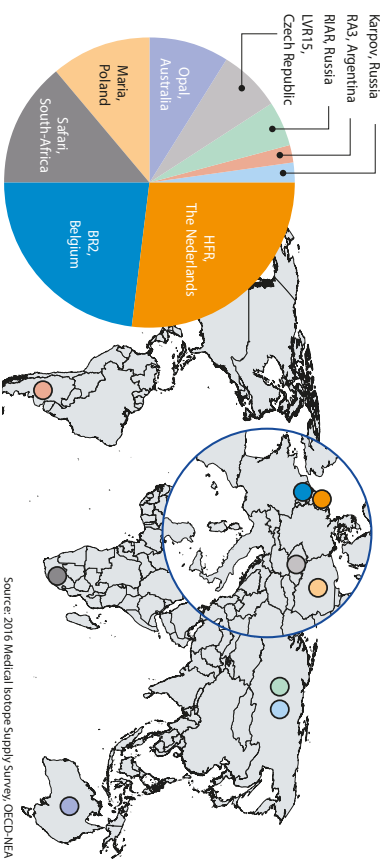 Karpov, Russia
RA3, Argentina
RIAR, Russia
LVR15,
Czech Republic
Opal,
Australia
Maria,
Poland
Safari,
South-Africa
BR2,
Belgium
HFR,
The Nederlands
Source: 2016 Medical Isotope Supply Survey, OECD-NEA